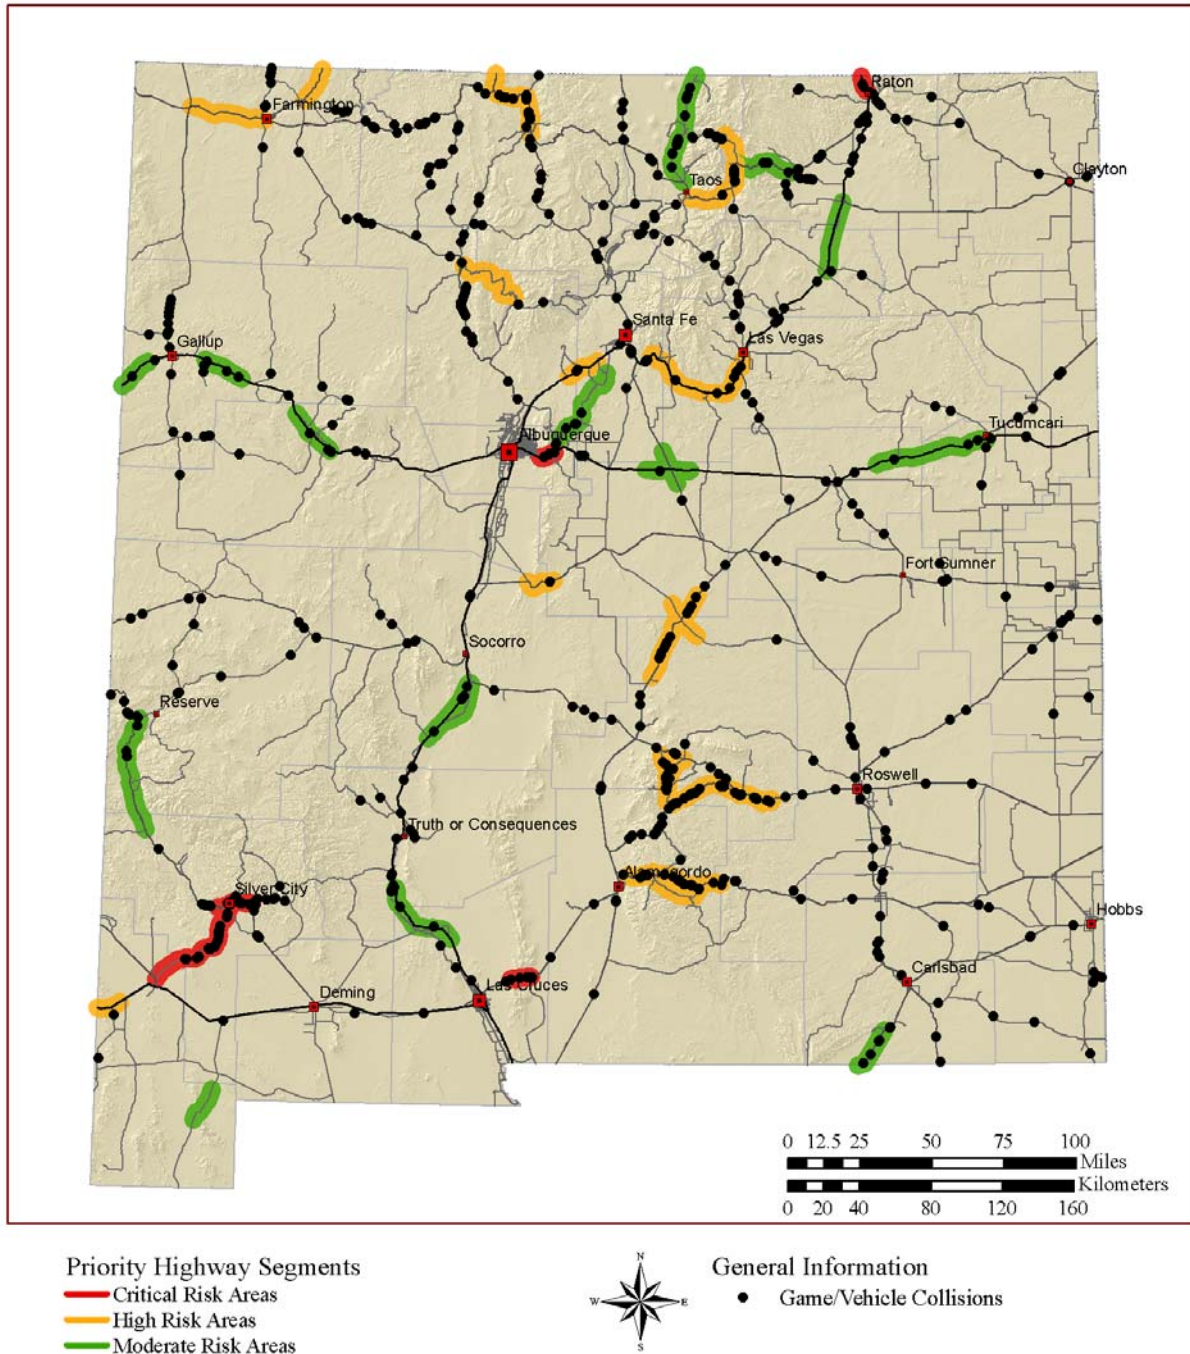 Raton
Farmington
Clayton
Taos
Santa Fe
Gallup
Las Vegas
Tucumcari
Albuquerque
Fort Sumner
Socorro
Reserve
Roswell
Truth or Consequences
Alamogordo
Silver City
Hobbs
Carlsbad
Las Cruces
Deming
0 12.5 25 50 75 100
Miles
Kilometers
0 20 40 80 120 160
Priority Highway Segments
Critical Risk Areas
High Risk Areas
Moderate Risk Areas
N
W E
S
General Information
Game/Vehicle Collisions